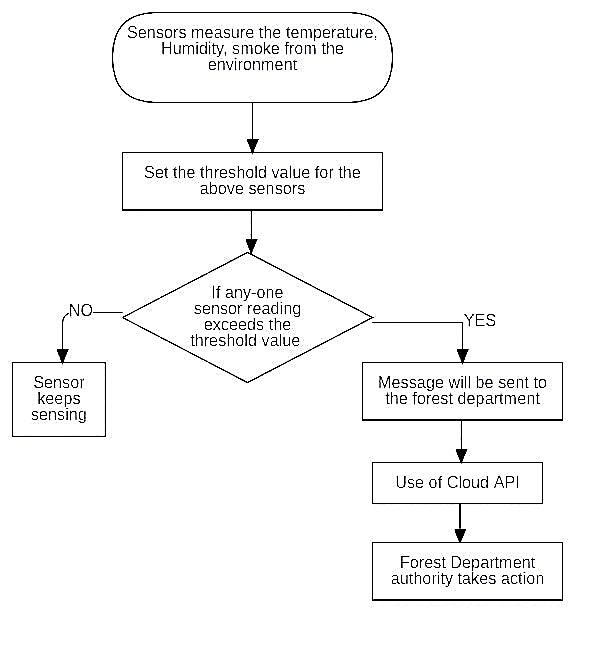 Sensors measure the temperature,
Humidity, smoke from the
environment
Set the threshold value for the
above sensors
If any-one
sensor reading
exceeds the
threshold value
NO
YES
Sensor
keeps
sensing
Message will be sent to
the forest department
Use of Cloud API
Forest Department
authority takes action